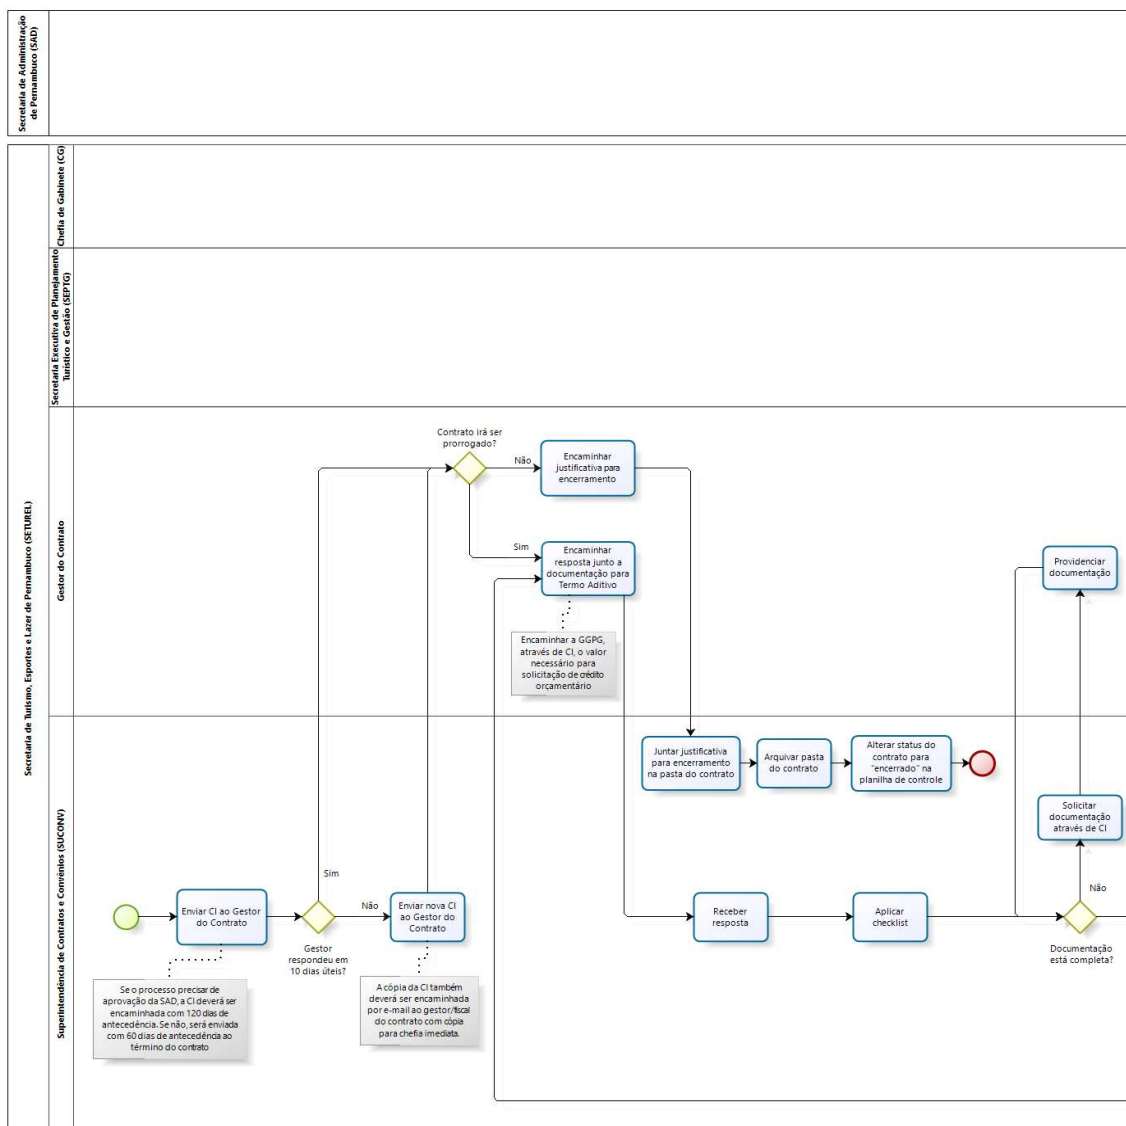 Secretaria de Administração
de Pernambuco (SAD)
Secretaria de Turismo, Esportes e Lazer de Pernambuco (SETUREL)
Chefia de Gabinete (CG)
Secretaria Executiva de Planejamento
Turístico e Gestão (SEPTG)
Gestor do Contrato
Contrato irá ser
prorrogado?
Não
Encaminhar
justificativa para
encerramento
Sim
Encaminhar
resposta junto a
documentação para
Termo Aditivo
Encaminhar a GGPG,
através de CI, o valor
necessário para
solicitação de crédito
orçamentário
Providenciar
documentação
Superintendência de Contratos e Convênios (SUCONV)
Juntar justificativa
para encerramento
na pasta do contrato
Arquivar pasta
do contrato
Alterar status do
contrato para
"encerrado" na
planilha de controle
Solicitar
documentação
através de CI
Não
Sim
Enviar CI ao Gestor
do Contrato
Gestor
respondeu em
10 dias úteis?
Não
Enviar nova CI
ao Gestor do
Contrato
Receber
resposta
Aplicar
checklist
Documentação
está completa?
Se o processo precisar de
aprovação da SAD, a CI deverá ser
encaminhada com 120 dias de
antecedência. Se não, será enviada
com 60 dias de antecedência ao
término do contrato
A cópia da CI também
deverá ser encaminhada
por e-mail ao gestor/fiscal
do contrato com cópia
para chefia imediata.